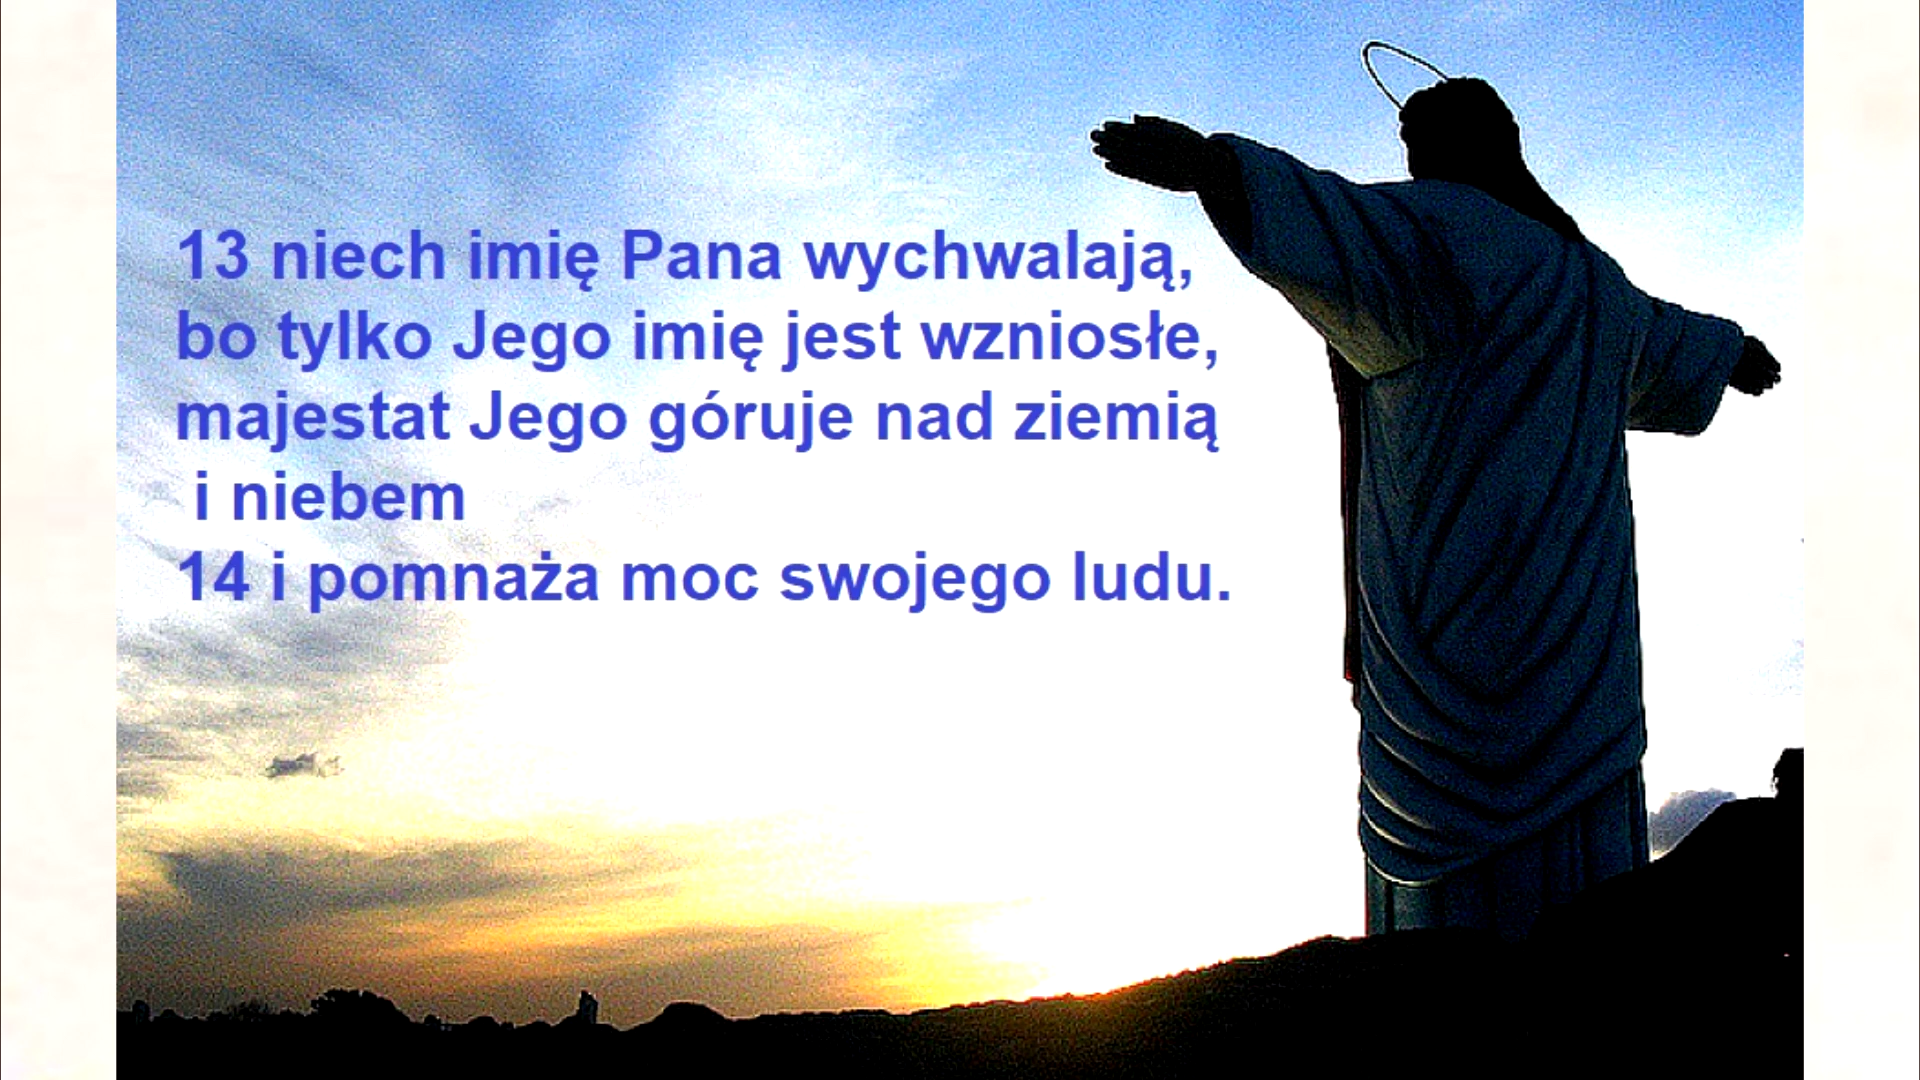 13 niech imię Pana wychwalają,
bo tylko Jego imię jest wzniosłe,
majestat Jego góruje nad ziemią
i niebem
14 i pomnaża moc swojego ludu.